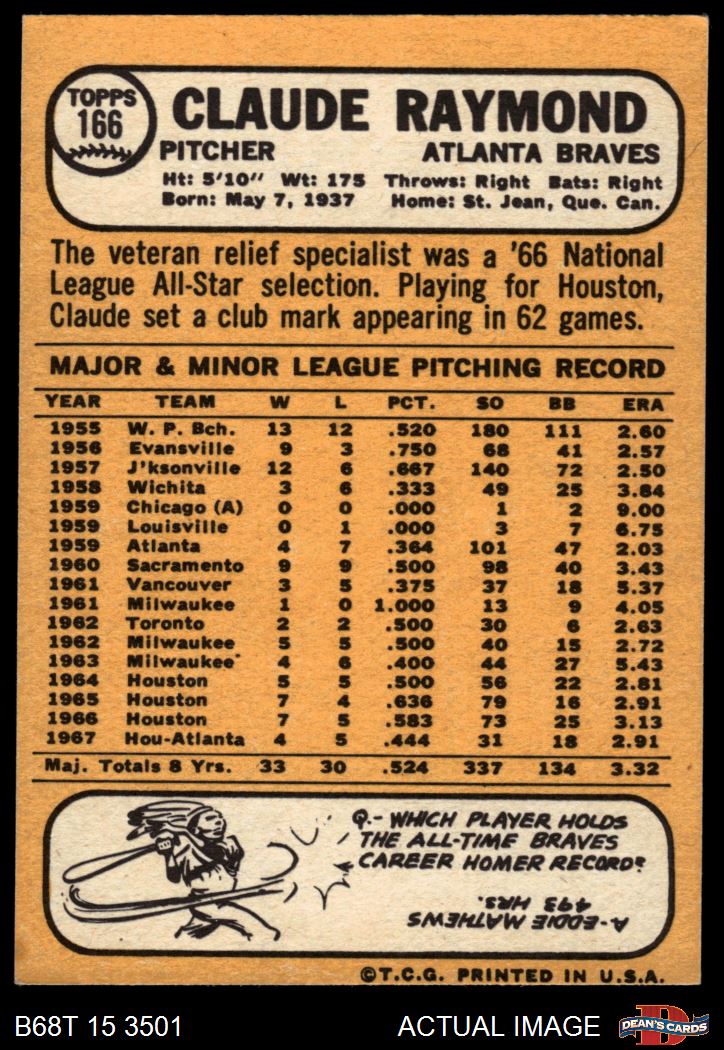 TOPPS
166
CLAUDE RAYMOND
PITCHER ATLANTA BRAVES
Ht: 5'10" Wt: 175 Throws: Right Bats: Right
Born: May 7, 1937 Home: St. Jean, Que. Can.
The veteran relief specialist was a '66 National
League All-Star selection. Playing for Houston,
Claude set a club mark appearing in 62 games.
MAJOR & MINOR LEAGUE PITCHING RECORD
YEAR TEAM W L PCT. SO BB ERA
1955 W. P. Bch. 13 12 .520 180 111 2.60
1956 Evansville 9 3 .750 68 41 2.57
1957 J'ksonville 12 6 .667 140 72 2.50
1958 Wichita 3 6 .333 49 25 3.84
1959 Chicago (A) 0 0 .000 1 2 9.00
1959 Louisville 0 1 .000 3 7 6.75
1959 Atlanta 4 7 .364 101 47 2.03
1960 Sacramento 9 9 .500 98 40 3.43
1961 Vancouver 3 5 .375 37 18 5.37
1961 Milwaukee 1 0 1.000 13 9 4.05
1962 Toronto 2 2 .500 30 6 2.63
1962 Milwaukee 5 5 .500 40 15 2.72
1963 Milwaukee 4 6 .400 44 27 5.43
1964 Houston 5 5 .500 56 22 2.81
1965 Houston 7 4 .636 79 16 2.91
1966 Houston 7 5 .583 73 25 3.13
1967 Hou-Atlanta 4 5 .444 31 18 2.91
Maj. Totals 8 Yrs. 33 30 .524 337 134 3.32
Q.- WHICH PLAYER HOLDS
THE ALL-TIME BRAVES
CAREER HOMER RECORD?
A-EDDIE MATHEWS
493 HRS.
©T.C.G. PRINTED IN U.S.A.
B68T 15 3501 ACTUAL IMAGE
D
DEAN'S CARDS